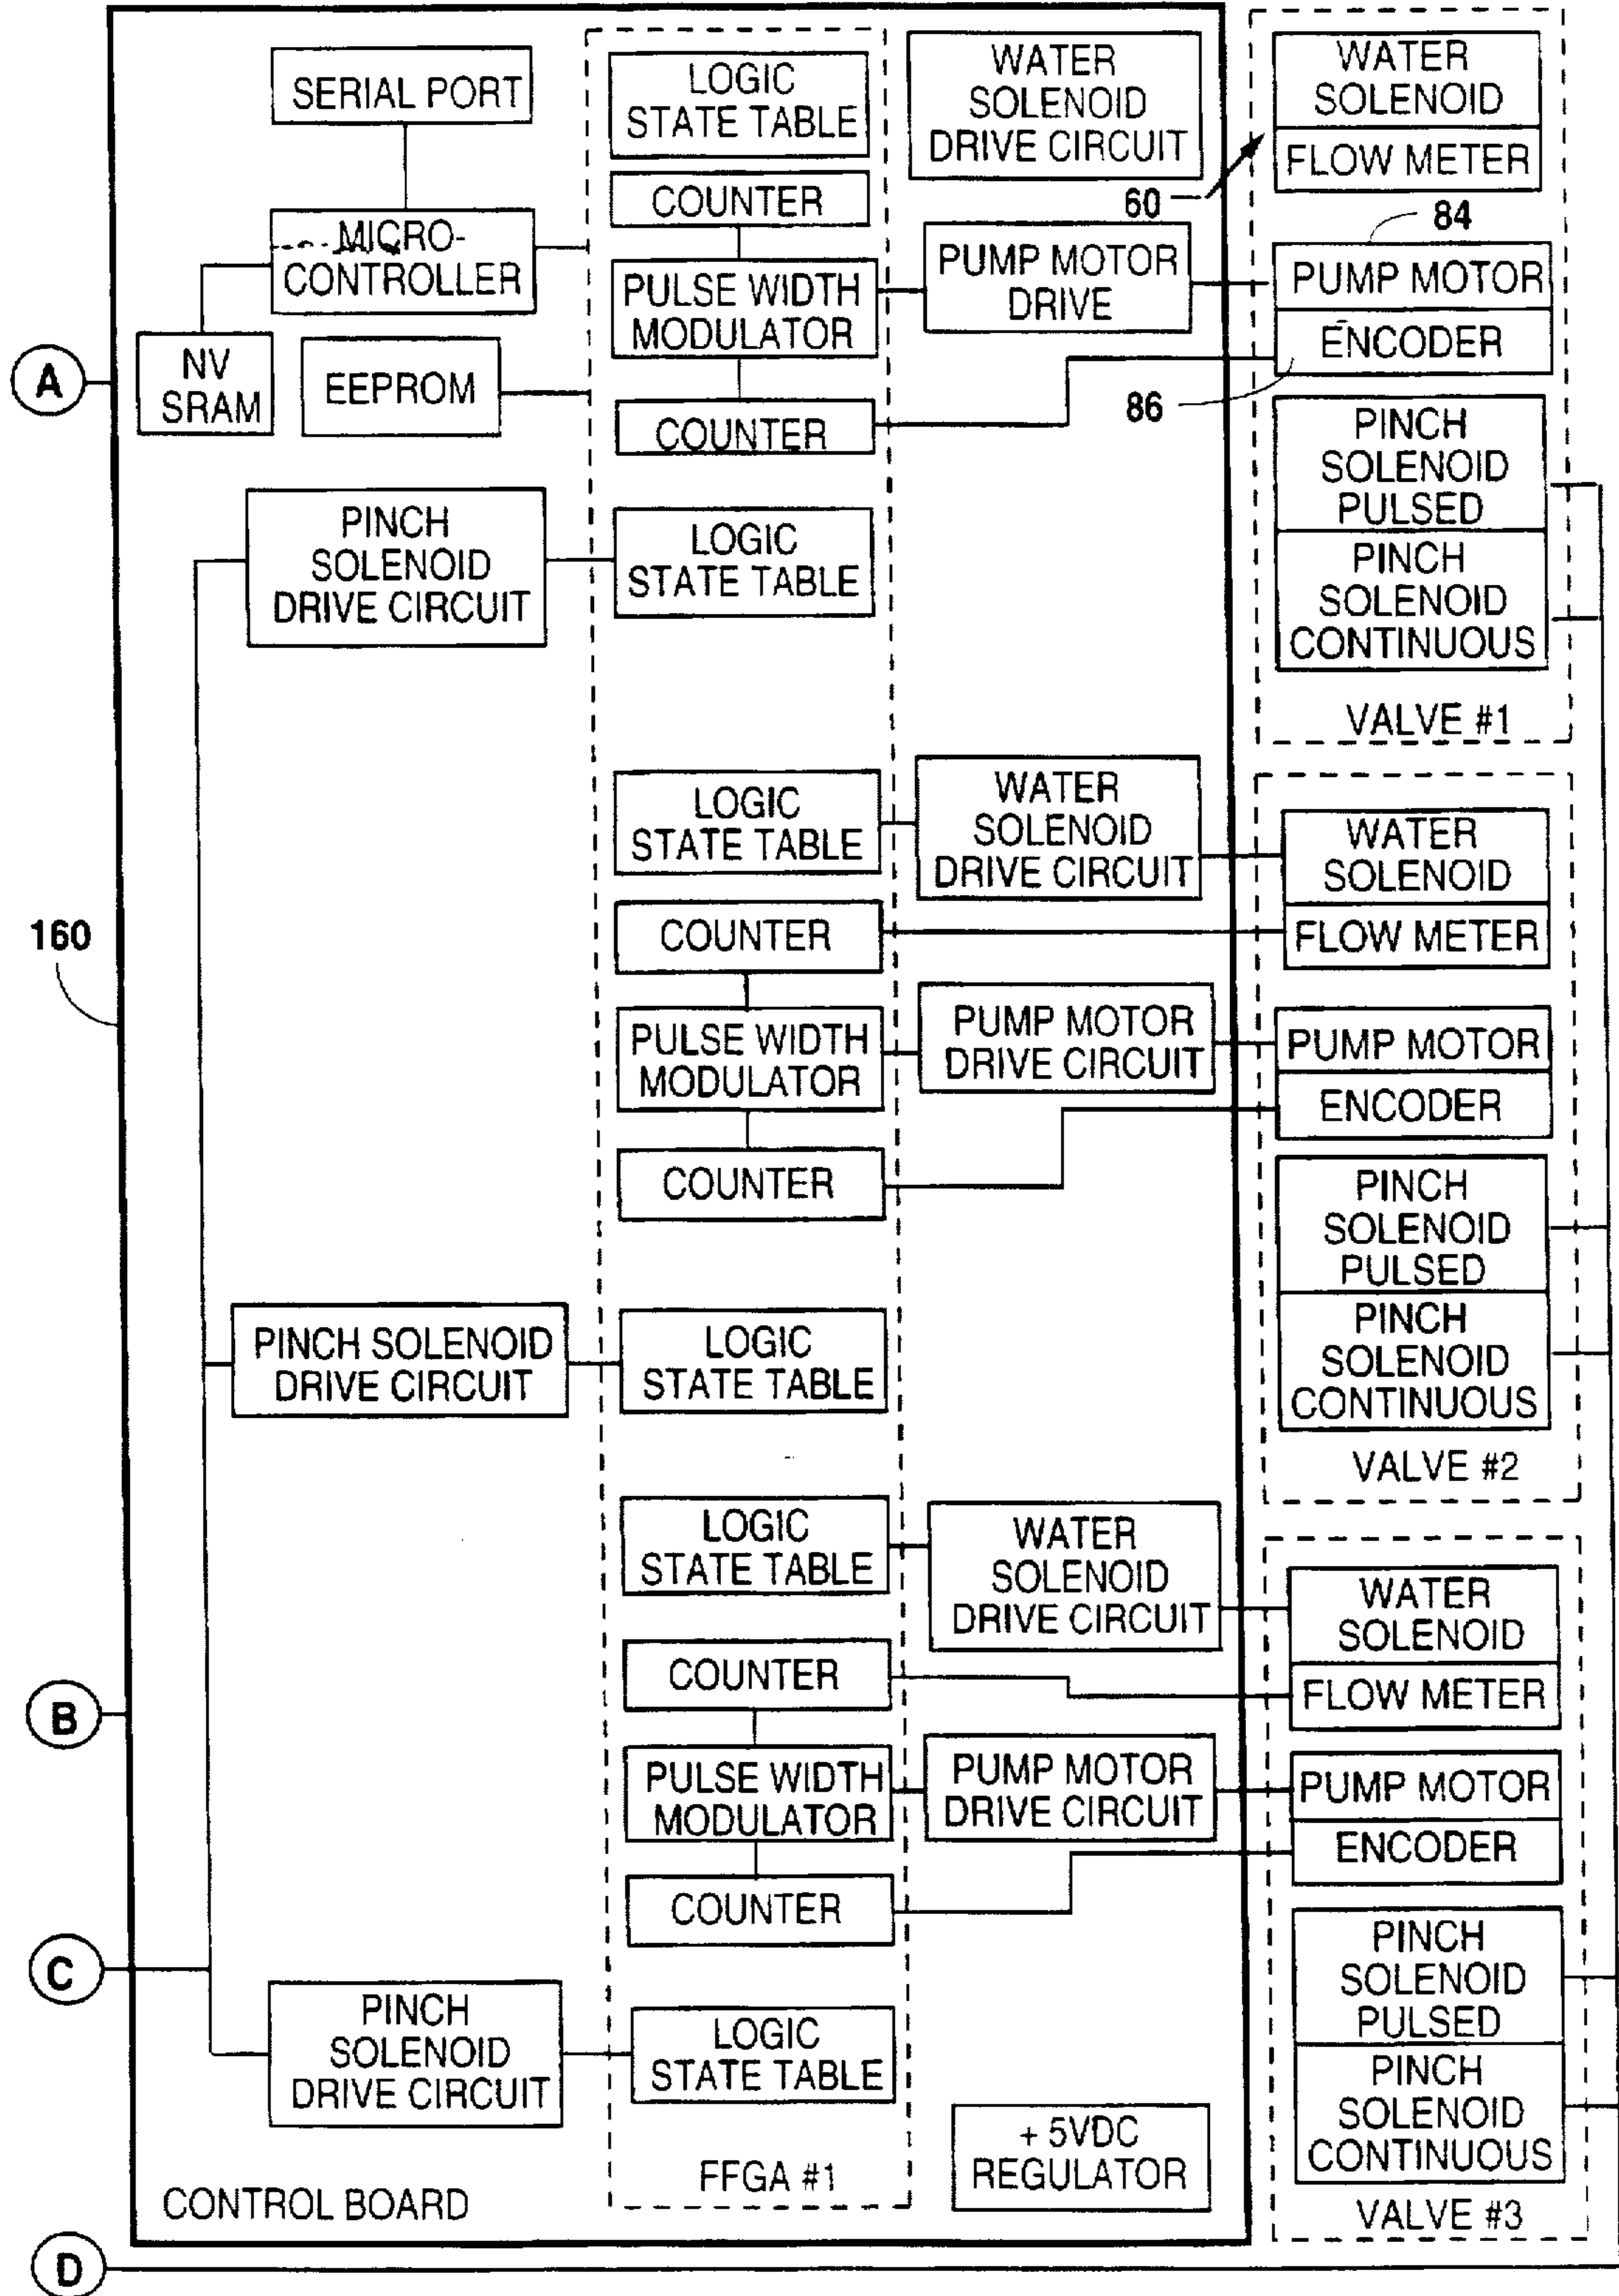 SERIAL PORT
MICRO-
CONTROLLER
NV
SRAM
EEPROM
LOGIC
STATE TABLE
COUNTER
PULSE WIDTH
MODULATOR
COUNTER
WATER
SOLENOID
DRIVE CIRCUIT
PUMP MOTOR
DRIVE
60
WATER
SOLENOID
FLOW METER
84
PUMP MOTOR
ENCODER
86
PINCH
SOLENOID
PULSED
PINCH
SOLENOID
CONTINUOUS
VALVE #1
A
PINCH
SOLENOID
DRIVE CIRCUIT
LOGIC
STATE TABLE
LOGIC
STATE TABLE
WATER
SOLENOID
DRIVE CIRCUIT
WATER
SOLENOID
FLOW METER
COUNTER
160
PULSE WIDTH
MODULATOR
PUMP MOTOR
DRIVE CIRCUIT
PUMP MOTOR
ENCODER
COUNTER
PINCH
SOLENOID
PULSED
PINCH
SOLENOID
CONTINUOUS
VALVE #2
PINCH SOLENOID
DRIVE CIRCUIT
LOGIC
STATE TABLE
LOGIC
STATE TABLE
WATER
SOLENOID
DRIVE CIRCUIT
WATER
SOLENOID
FLOW METER
COUNTER
B
PULSE WIDTH
MODULATOR
PUMP MOTOR
DRIVE CIRCUIT
PUMP MOTOR
ENCODER
COUNTER
C
PINCH
SOLENOID
DRIVE CIRCUIT
LOGIC
STATE TABLE
PINCH
SOLENOID
PULSED
PINCH
SOLENOID
CONTINUOUS
VALVE #3
+ 5VDC
REGULATOR
FFGA #1
CONTROL BOARD
D